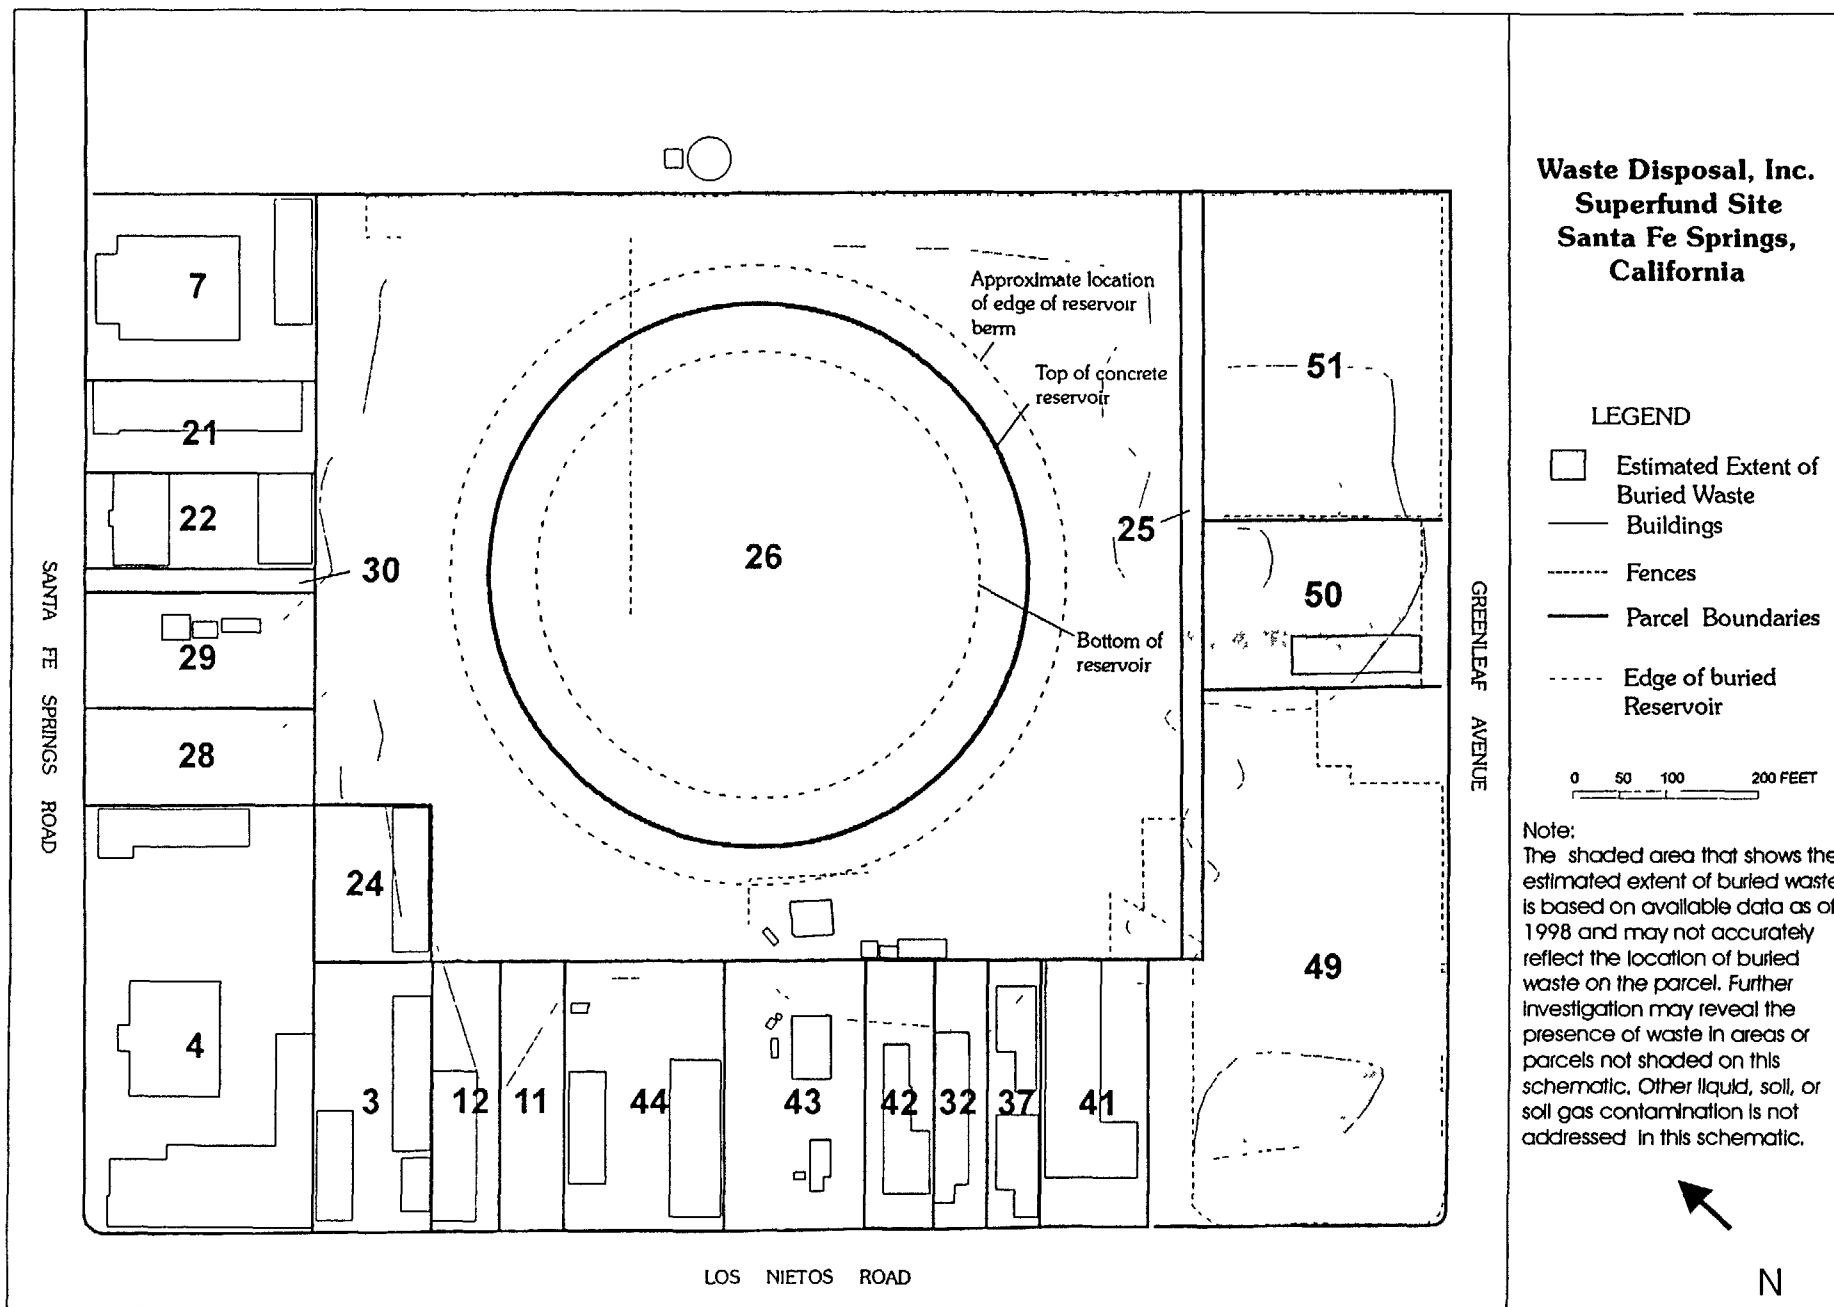 Waste Disposal, Inc.
Superfund Site
Santa Fe Springs,
California
LEGEND
Estimated Extent of
Buried Waste
Buildings
Fences
Parcel Boundaries
Edge of buried
Reservoir
0 50 100 200 FEET
Note:
The shaded area that shows the
estimated extent of buried waste
is based on available data as of
1998 and may not accurately
reflect the location of buried
waste on the parcel. Further
investigation may reveal the
presence of waste in areas or
parcels not shaded on this
schematic. Other liquid, soil, or
soil gas contamination is not
addressed in this schematic.
N
Approximate location
of edge of reservoir
berm
Top of concrete
reservoir
Bottom of
reservoir
7
21
22
30
29
28
24
4
3
12
11
44
43
42
32
37
41
49
50
51
25
26
SANTA FE SPRINGS ROAD
GREENLEAF AVENUE
LOS NIETOS ROAD